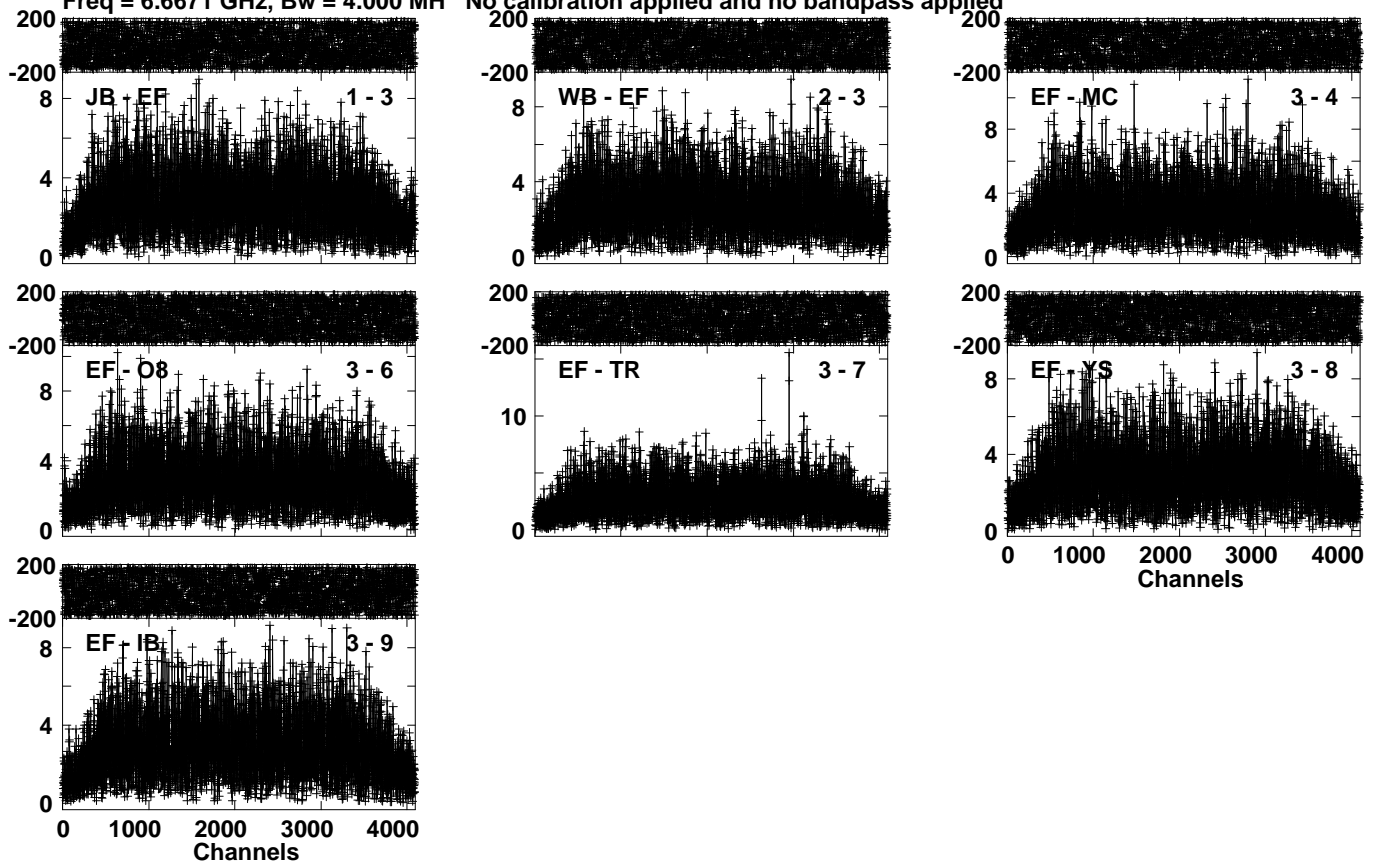 Freq = 6.6671 GHz, Bw = 4.000 MH No calibration applied and no bandpass applied
200
-200
JB - EF 1 - 3
8
4
0
200
-200
WB - EF 2 - 3
8
4
0
200
-200
EF - MC 3 - 4
8
4
0
200
-200
EF - O8 3 - 6
8
4
0
200
-200
EF - TR 3 - 7
10
0
200
-200
EF - YS 3 - 8
8
4
0
0 1000 2000 3000 4000
Channels
200
-200
EF - IB 3 - 9
8
4
0
0 1000 2000 3000 4000
Channels